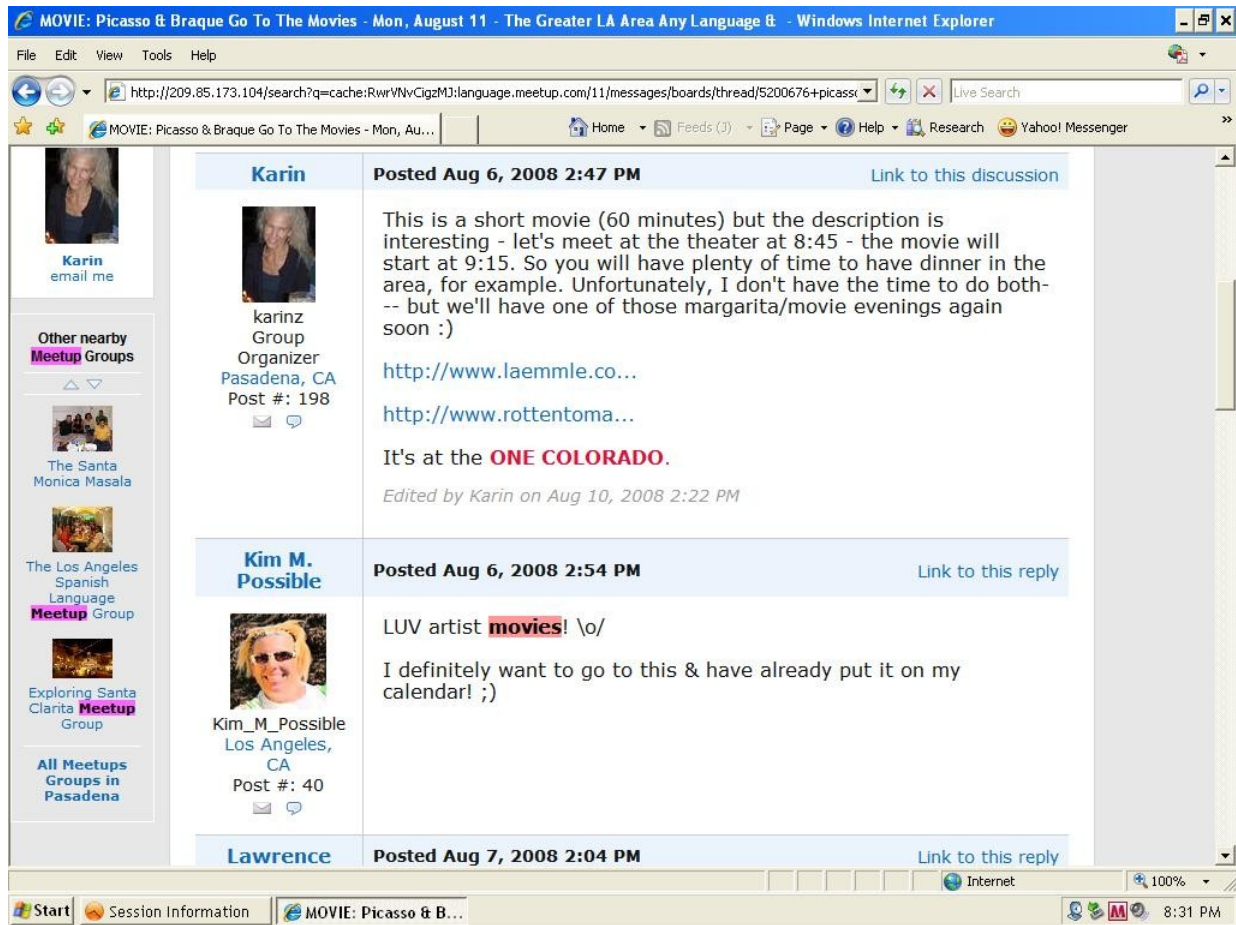 MOVIE: Picasso & Braque Go To The Movies - Mon, August 11 - The Greater LA Area Any Language & - Windows Internet Explorer
File Edit View Tools Help
http://209.85.173.104/search?q=cache:RwrVNvCigzMJ:language.meetup.com/11/messages/boards/thread/5200676+picasso
Live Search
MOVIE: Picasso & Braque Go To The Movies - Mon, Au...
Home Feeds (J) Page Help Research Yahoo! Messenger
Karin
email me
Other nearby
Meetup Groups
The Santa
Monica Masala
The Los Angeles
Spanish
Language
Meetup Group
Exploring Santa
Clarita Meetup
Group
All Meetups
Groups in
Pasadena
Karin
Posted Aug 6, 2008 2:47 PM
Link to this discussion
karinz
Group
Organizer
Pasadena, CA
Post #: 198
This is a short movie (60 minutes) but the description is
interesting - let's meet at the theater at 8:45 - the movie will
start at 9:15. So you will have plenty of time to have dinner in the
area, for example. Unfortunately, I don't have the time to do both-
-- but we'll have one of those margarita/movie evenings again
soon :)
http://www.laemmle.co...
http://www.rottentoma...
It's at the ONE COLORADO.
Edited by Karin on Aug 10, 2008 2:22 PM
Kim M.
Possible
Posted Aug 6, 2008 2:54 PM
Link to this reply
Kim_M_Possible
Los Angeles,
CA
Post #: 40
LUV artist movies! \o/
I definitely want to go to this & have already put it on my
calendar! ;)
Lawrence
Posted Aug 7, 2008 2:04 PM
Link to this reply
Internet
100%
Start
Session Information
MOVIE: Picasso & B...
8:31 PM